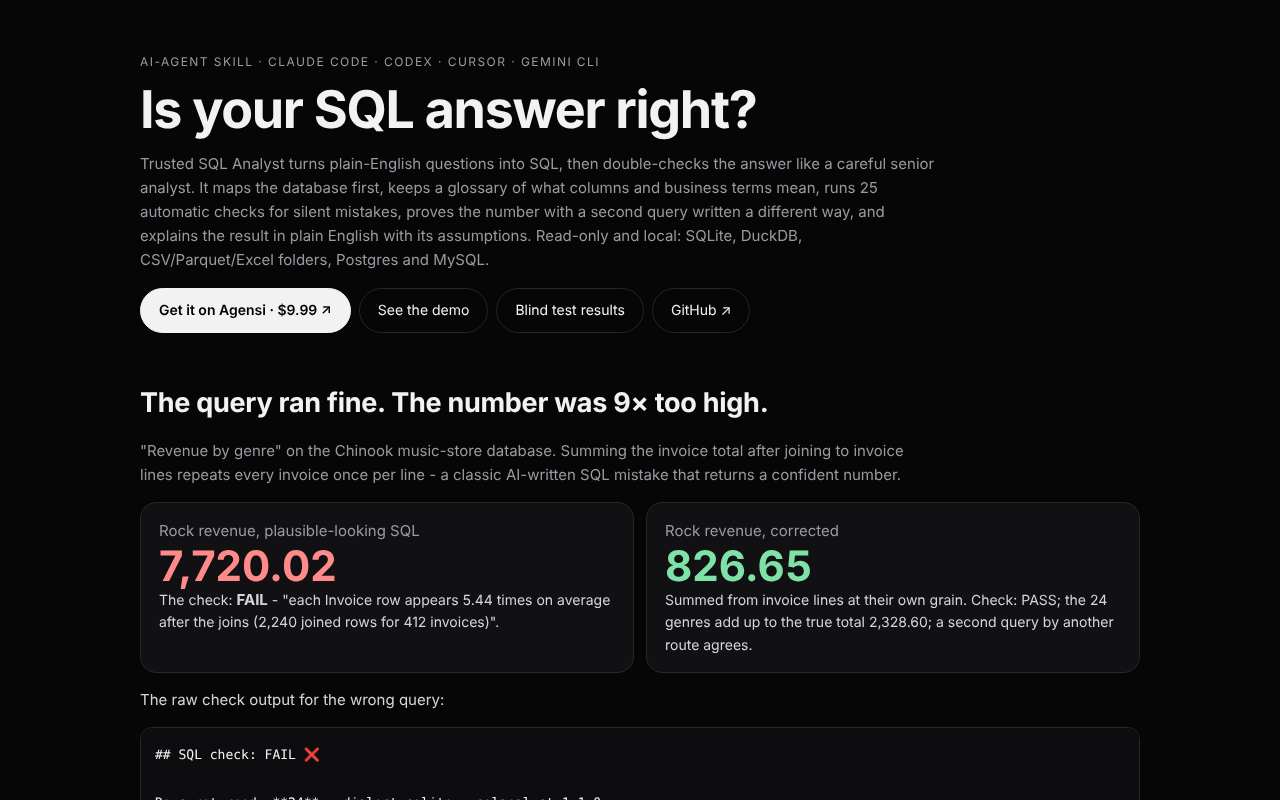 AI-AGENT SKILL · CLAUDE CODE · CODEX · CURSOR · GEMINI CLI
Is your SQL answer right?
Trusted SQL Analyst turns plain-English questions into SQL, then double-checks the answer like a careful senior
analyst. It maps the database first, keeps a glossary of what columns and business terms mean, runs 25
automatic checks for silent mistakes, proves the number with a second query written a different way, and
explains the result in plain English with its assumptions. Read-only and local: SQLite, DuckDB,
CSV/Parquet/Excel folders, Postgres and MySQL.
Get it on Agensi · $9.99 ↗
See the demo
Blind test results
GitHub ↗
The query ran fine. The number was 9× too high.
"Revenue by genre" on the Chinook music-store database. Summing the invoice total after joining to invoice
lines repeats every invoice once per line - a classic AI-written SQL mistake that returns a confident number.
Rock revenue, plausible-looking SQL
7,720.02
The check: FAIL - "each Invoice row appears 5.44 times on average
after the joins (2,240 joined rows for 412 invoices)".
Rock revenue, corrected
826.65
Summed from invoice lines at their own grain. Check: PASS; the 24
genres add up to the true total 2,328.60; a second query by another
route agrees.
The raw check output for the wrong query:
## SQL check: FAIL ❌